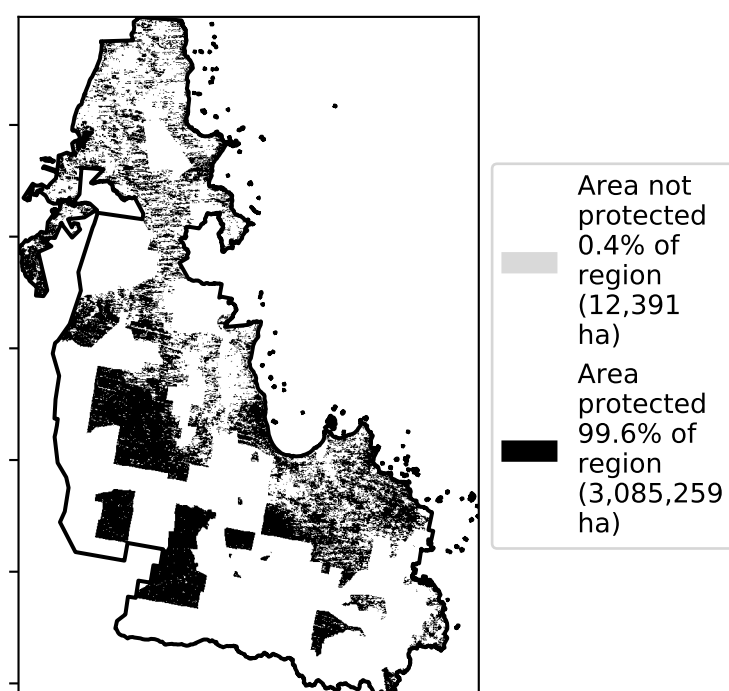 Area not
protected
0.4% of
region
(12,391
ha)
Area
protected
99.6% of
region
(3,085,259
ha)